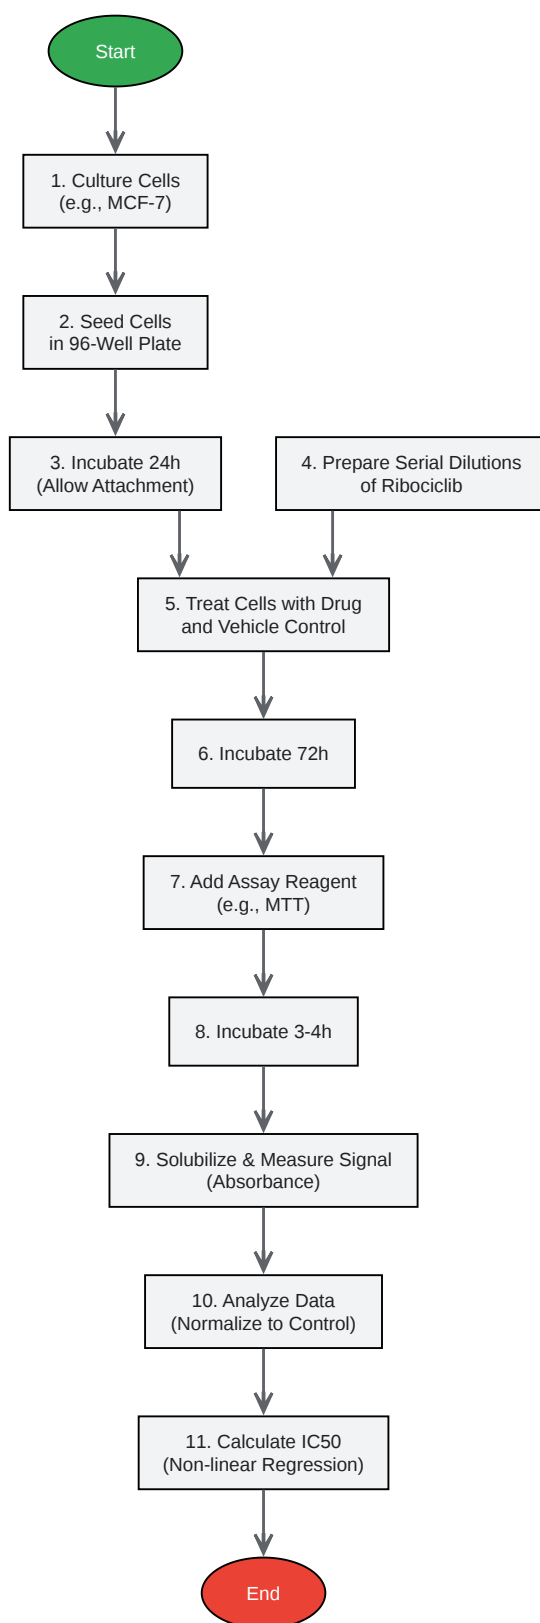 Start
1. Culture Cells
(e.g., MCF-7)
2. Seed Cells
in 96-Well Plate
3. Incubate 24h
(Allow Attachment)
4. Prepare Serial Dilutions
of Ribociclib
5. Treat Cells with Drug
and Vehicle Control
6. Incubate 72h
7. Add Assay Reagent
(e.g., MTT)
8. Incubate 3-4h
9. Solubilize & Measure Signal
(Absorbance)
10. Analyze Data
(Normalize to Control)
11. Calculate IC50
(Non-linear Regression)
End